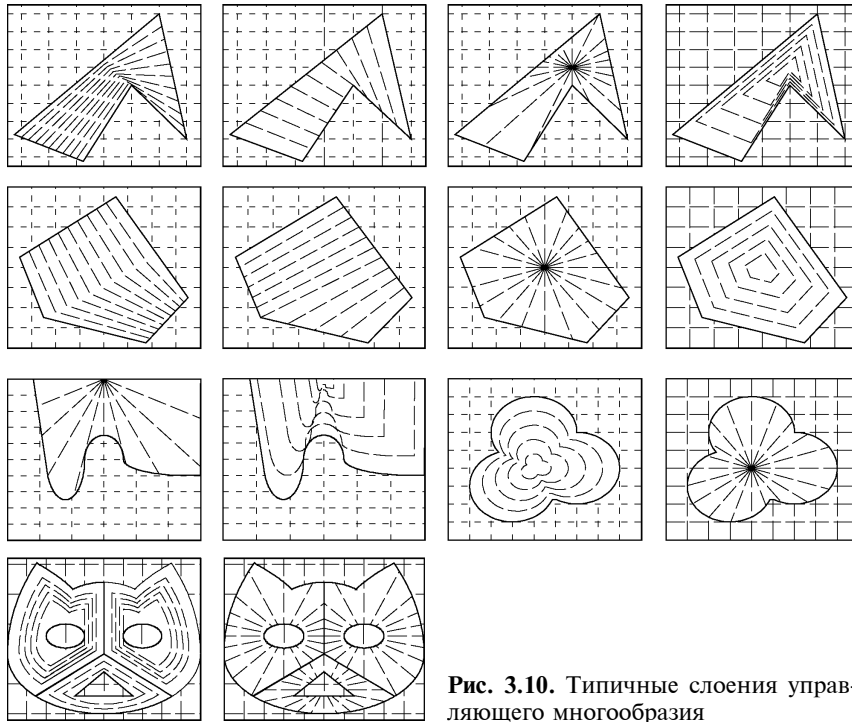 Рис. 3.10. Типичные слоения управ-
ляющего многообразия